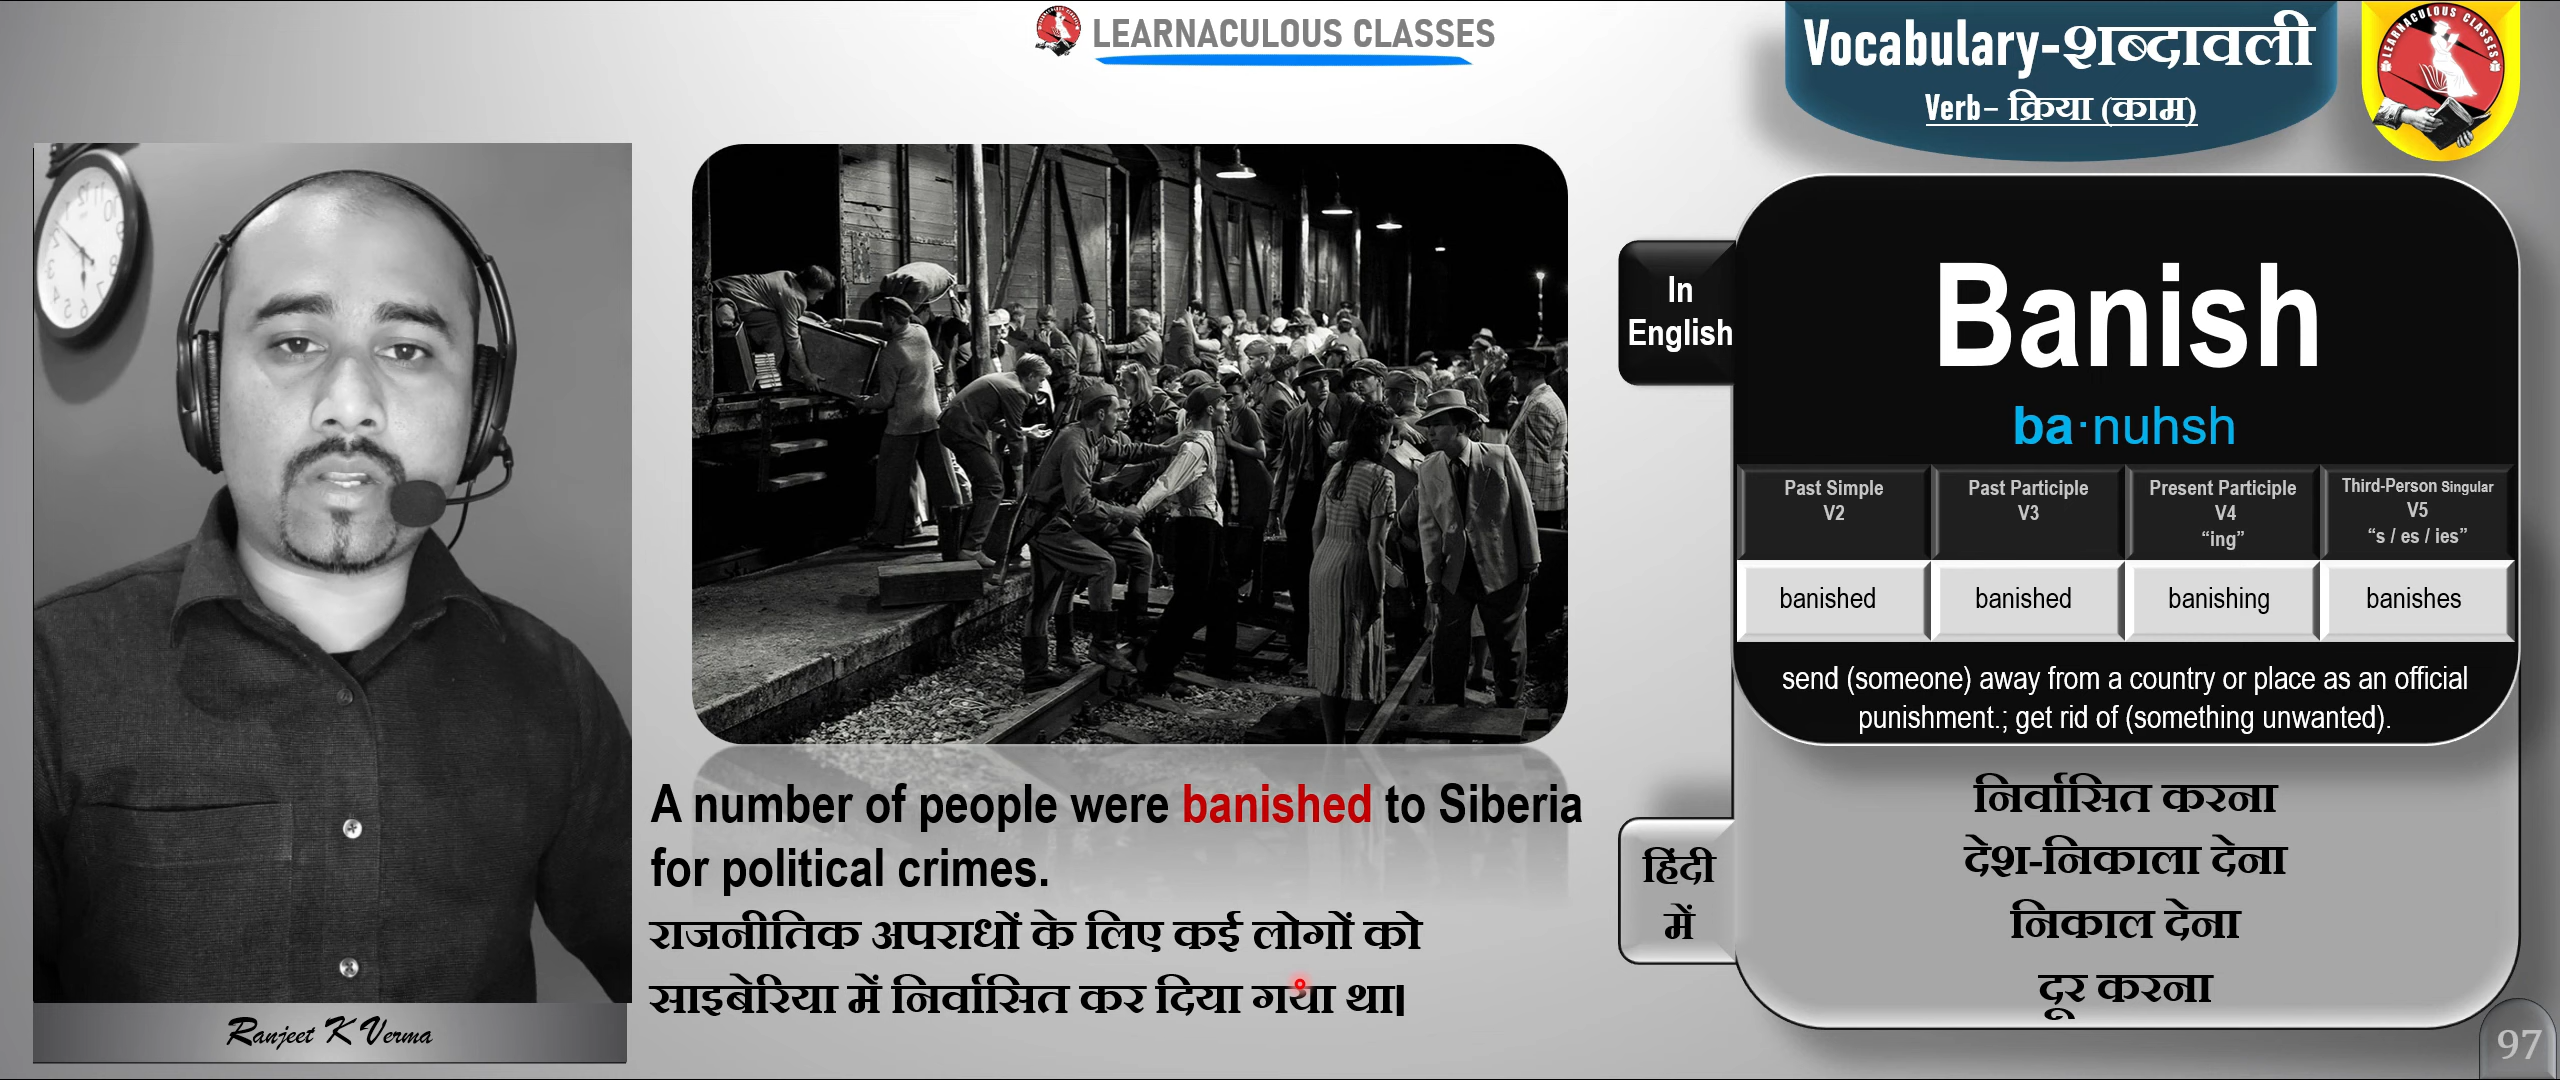 LEARNACULOUS CLASSES
Vocabulary-शब्दावली
Verb– क्रिया (काम)
LEARNACULOUS CLASSES
In
English
Banish
ba·nuhsh
Past Simple
V2
Past Participle
V3
Present Participle
V4
“ing”
Third-Person Singular
V5
“s / es / ies”
banished
banished
banishing
banishes
send (someone) away from a country or place as an official
punishment.; get rid of (something unwanted).
A number of people were banished to Siberia
for political crimes.
राजनीतिक अपराधों के लिए कई लोगों को
साइबेरिया में निर्वासित कर दिया गया था।
हिंदी
में
निर्वासित करना
देश-निकाला देना
निकाल देना
दूर करना
Ranjeet K Verma
97